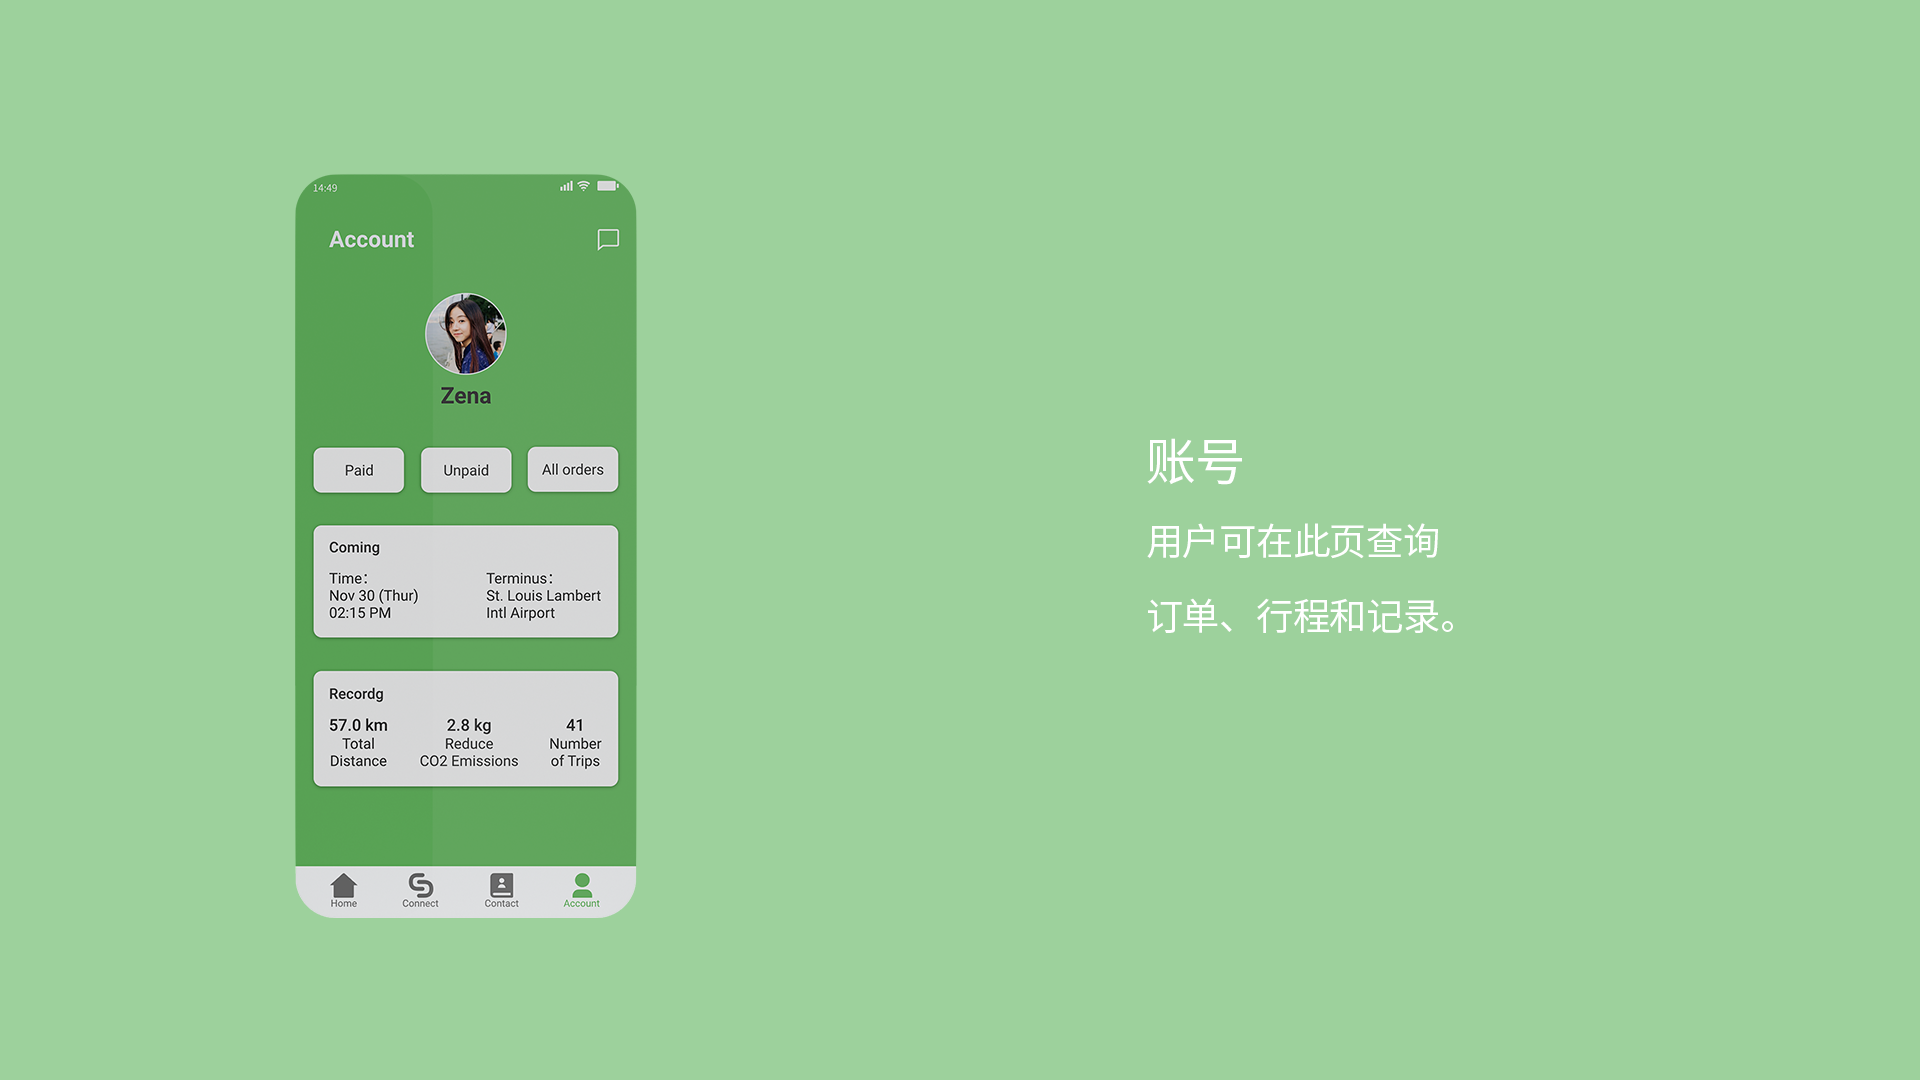 14:49
Account
Zena
Paid
Unpaid
All orders
Coming
Time：
Nov 30 (Thur)
02:15 PM
Terminus：
St. Louis Lambert
Intl Airport
Recordg
57.0 km
Total
Distance
2.8 kg
Reduce
CO2 Emissions
41
Number
of Trips
Home
Connect
Contact
Account
账号
用户可在此页查询
订单、行程和记录。